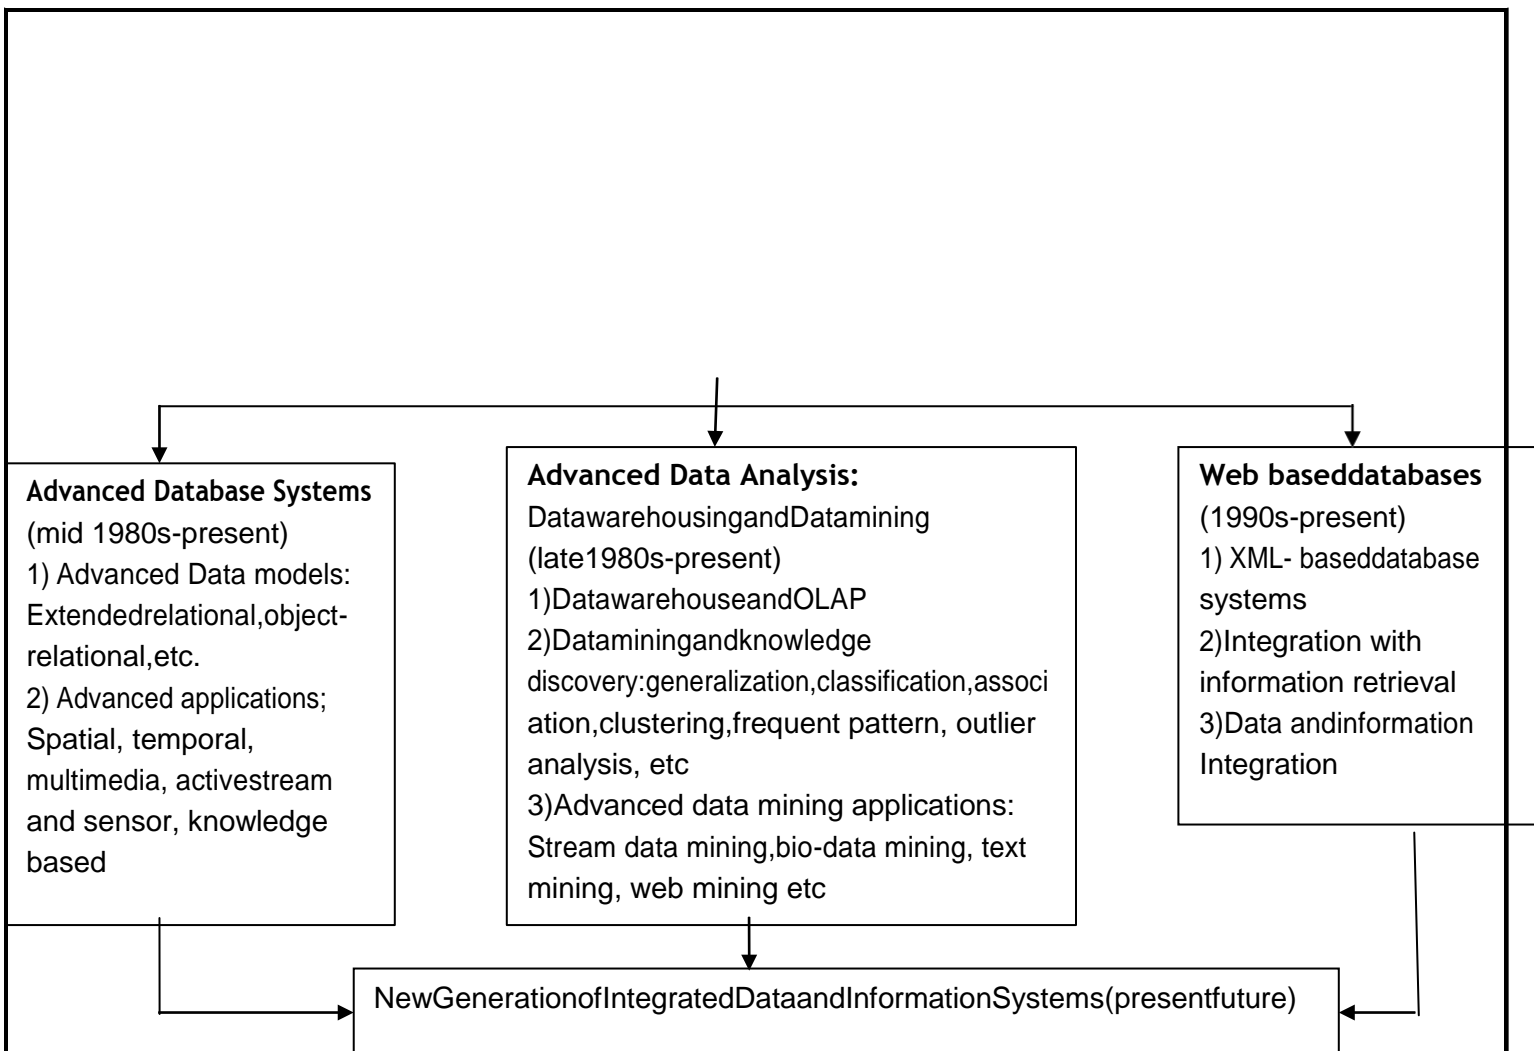 Advanced Database Systems
(mid 1980s-present)
1) Advanced Data models:
Extendedrelational,object-
relational,etc.
2) Advanced applications;
Spatial, temporal,
multimedia, activestream
and sensor, knowledge
based
Advanced Data Analysis:
DatawarehousingandDatamining
(late1980s-present)
1)DatawarehouseandOLAP
2)Dataminingandknowledge
discovery:generalization,classification,associ
ation,clustering,frequent pattern, outlier
analysis, etc
3)Advanced data mining applications:
Stream data mining,bio-data mining, text
mining, web mining etc
Web baseddatabases
(1990s-present)
1) XML- baseddatabase
systems
2)Integration with
information retrieval
3)Data andinformation
Integration
NewGenerationofIntegratedDataandInformationSystems(presentfuture)